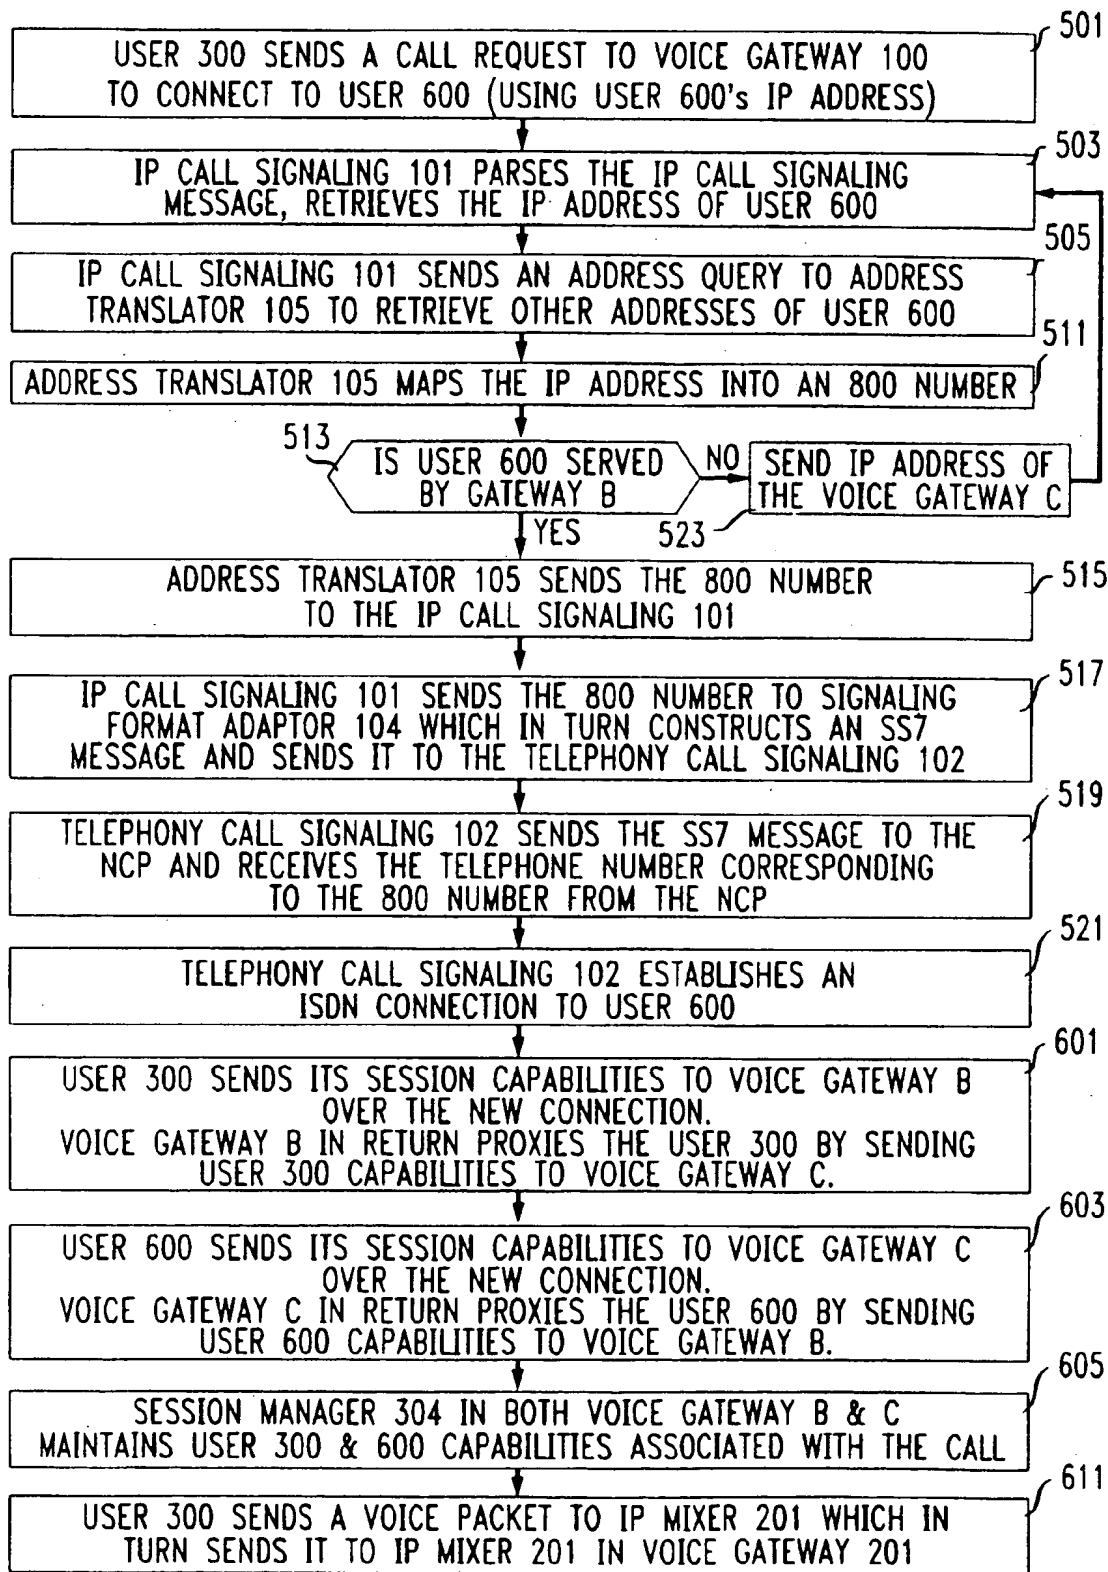 501
USER 300 SENDS A CALL REQUEST TO VOICE GATEWAY 100
TO CONNECT TO USER 600 (USING USER 600's IP ADDRESS)
503
IP CALL SIGNALING 101 PARSES THE IP CALL SIGNALING
MESSAGE, RETRIEVES THE IP ADDRESS OF USER 600
505
IP CALL SIGNALING 101 SENDS AN ADDRESS QUERY TO ADDRESS
TRANSLATOR 105 TO RETRIEVE OTHER ADDRESSES OF USER 600
511
ADDRESS TRANSLATOR 105 MAPS THE IP ADDRESS INTO AN 800 NUMBER
513
IS USER 600 SERVED
BY GATEWAY B
NO
SEND IP ADDRESS OF
THE VOICE GATEWAY C
523
YES
515
ADDRESS TRANSLATOR 105 SENDS THE 800 NUMBER
TO THE IP CALL SIGNALING 101
517
IP CALL SIGNALING 101 SENDS THE 800 NUMBER TO SIGNALING
FORMAT ADAPTOR 104 WHICH IN TURN CONSTRUCTS AN SS7
MESSAGE AND SENDS IT TO THE TELEPHONY CALL SIGNALING 102
519
TELEPHONY CALL SIGNALING 102 SENDS THE SS7 MESSAGE TO THE
NCP AND RECEIVES THE TELEPHONE NUMBER CORRESPONDING
TO THE 800 NUMBER FROM THE NCP
521
TELEPHONY CALL SIGNALING 102 ESTABLISHES AN
ISDN CONNECTION TO USER 600
601
USER 300 SENDS ITS SESSION CAPABILITIES TO VOICE GATEWAY B
OVER THE NEW CONNECTION.
VOICE GATEWAY B IN RETURN PROXIES THE USER 300 BY SENDING
USER 300 CAPABILITIES TO VOICE GATEWAY C.
603
USER 600 SENDS ITS SESSION CAPABILITIES TO VOICE GATEWAY C
OVER THE NEW CONNECTION.
VOICE GATEWAY C IN RETURN PROXIES THE USER 600 BY SENDING
USER 600 CAPABILITIES TO VOICE GATEWAY B.
605
SESSION MANAGER 304 IN BOTH VOICE GATEWAY B & C
MAINTAINS USER 300 & 600 CAPABILITIES ASSOCIATED WITH THE CALL
611
USER 300 SENDS A VOICE PACKET TO IP MIXER 201 WHICH IN
TURN SENDS IT TO IP MIXER 201 IN VOICE GATEWAY 201